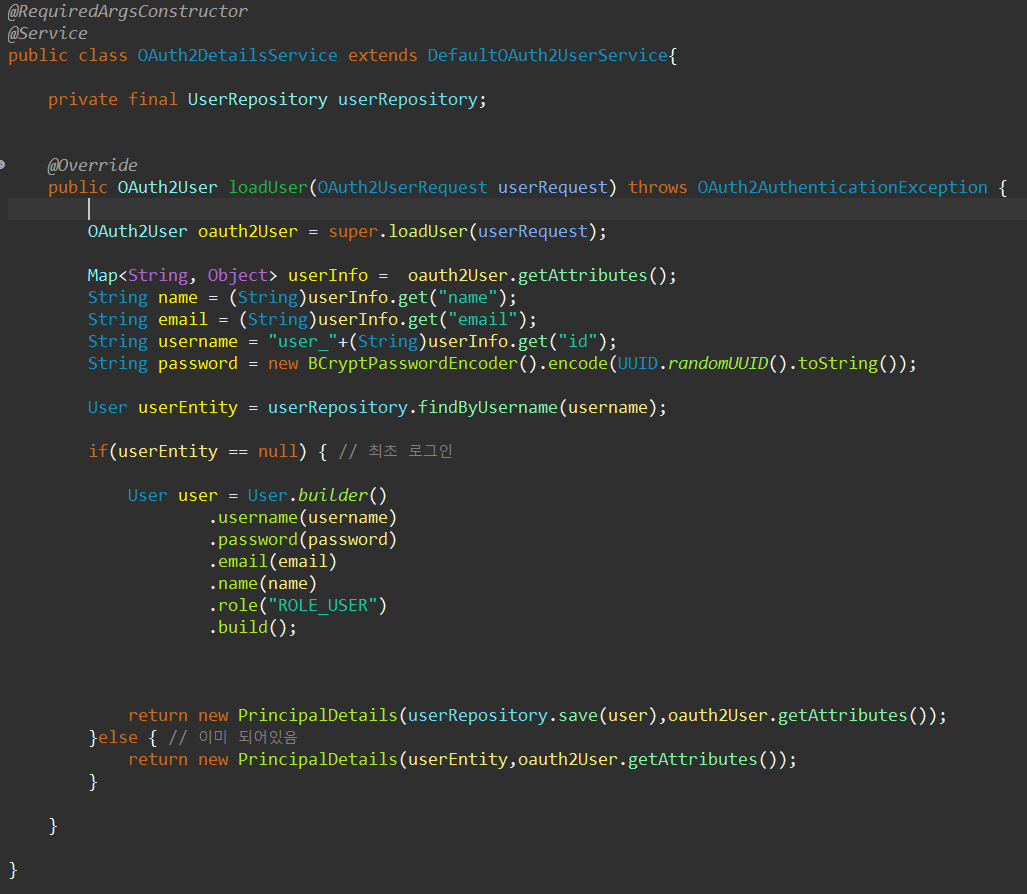 @RequiredArgsConstructor
@Service
public class OAuth2DetailsService extends DefaultOAuth2UserService{
private final UserRepository userRepository;
@Override
public OAuth2User loadUser(OAuth2UserRequest userRequest) throws OAuth2AuthenticationException {
OAuth2User oauth2User = super.loadUser(userRequest);
Map<String, Object> userInfo =  oauth2User.getAttributes();
String name = (String)userInfo.get("name");
String email = (String)userInfo.get("email");
String username = "user_"+(String)userInfo.get("id");
String password = new BCryptPasswordEncoder().encode(UUID.randomUUID().toString());
User userEntity = userRepository.findByUsername(username);
if(userEntity == null) { // 최초 로그인
User user = User.builder()
.username(username)
.password(password)
.email(email)
.name(name)
.role("ROLE_USER")
.build();
return new PrincipalDetails(userRepository.save(user),oauth2User.getAttributes());
}else { // 이미 되어있음
return new PrincipalDetails(userEntity,oauth2User.getAttributes());
}
}
}